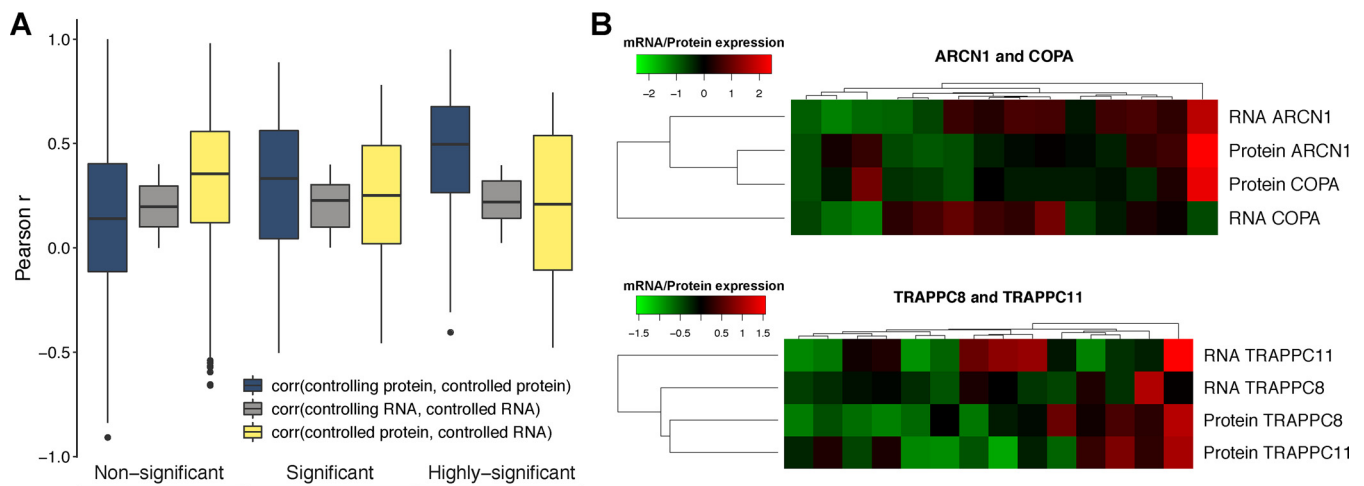 A
1.0
0.5
0.0
−0.5
−1.0
Pearson r
corr(controlling protein, controlled protein)
corr(controlling RNA, controlled RNA)
corr(controlled protein, controlled RNA)
Non−significant
Significant
Highly−significant
B
mRNA/Protein expression
−2 −1 0 1 2
ARCN1 and COPA
RNA ARCN1
Protein ARCN1
Protein COPA
RNA COPA
mRNA/Protein expression
−1.5 −0.5 0.5 1.5
TRAPPC8 and TRAPPC11
RNA TRAPPC11
RNA TRAPPC8
Protein TRAPPC8
Protein TRAPPC11